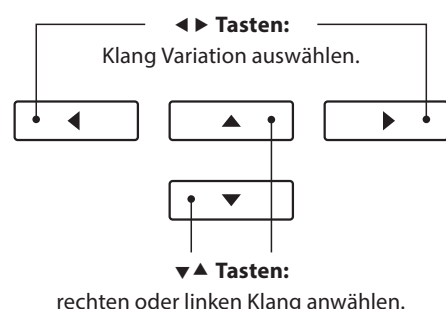 ◀ ▶ Tasten:
Klang Variation auswählen.
▼▲ Tasten:
rechten oder linken Klang anwählen.